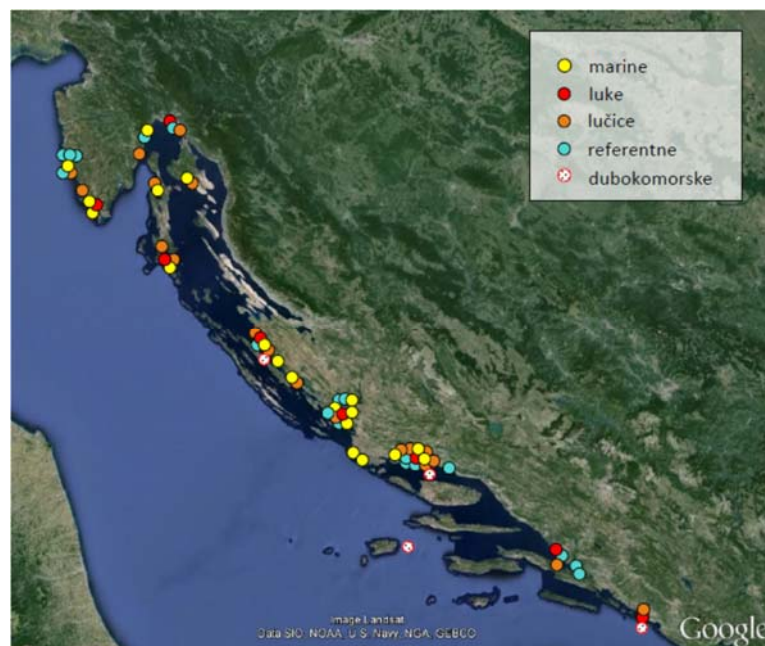 marine
luke
lučice
referentne
dubokomorske
Image Landsat
Data SIO, NOAA, U.S. Navy, NGA, GEBCO
Google